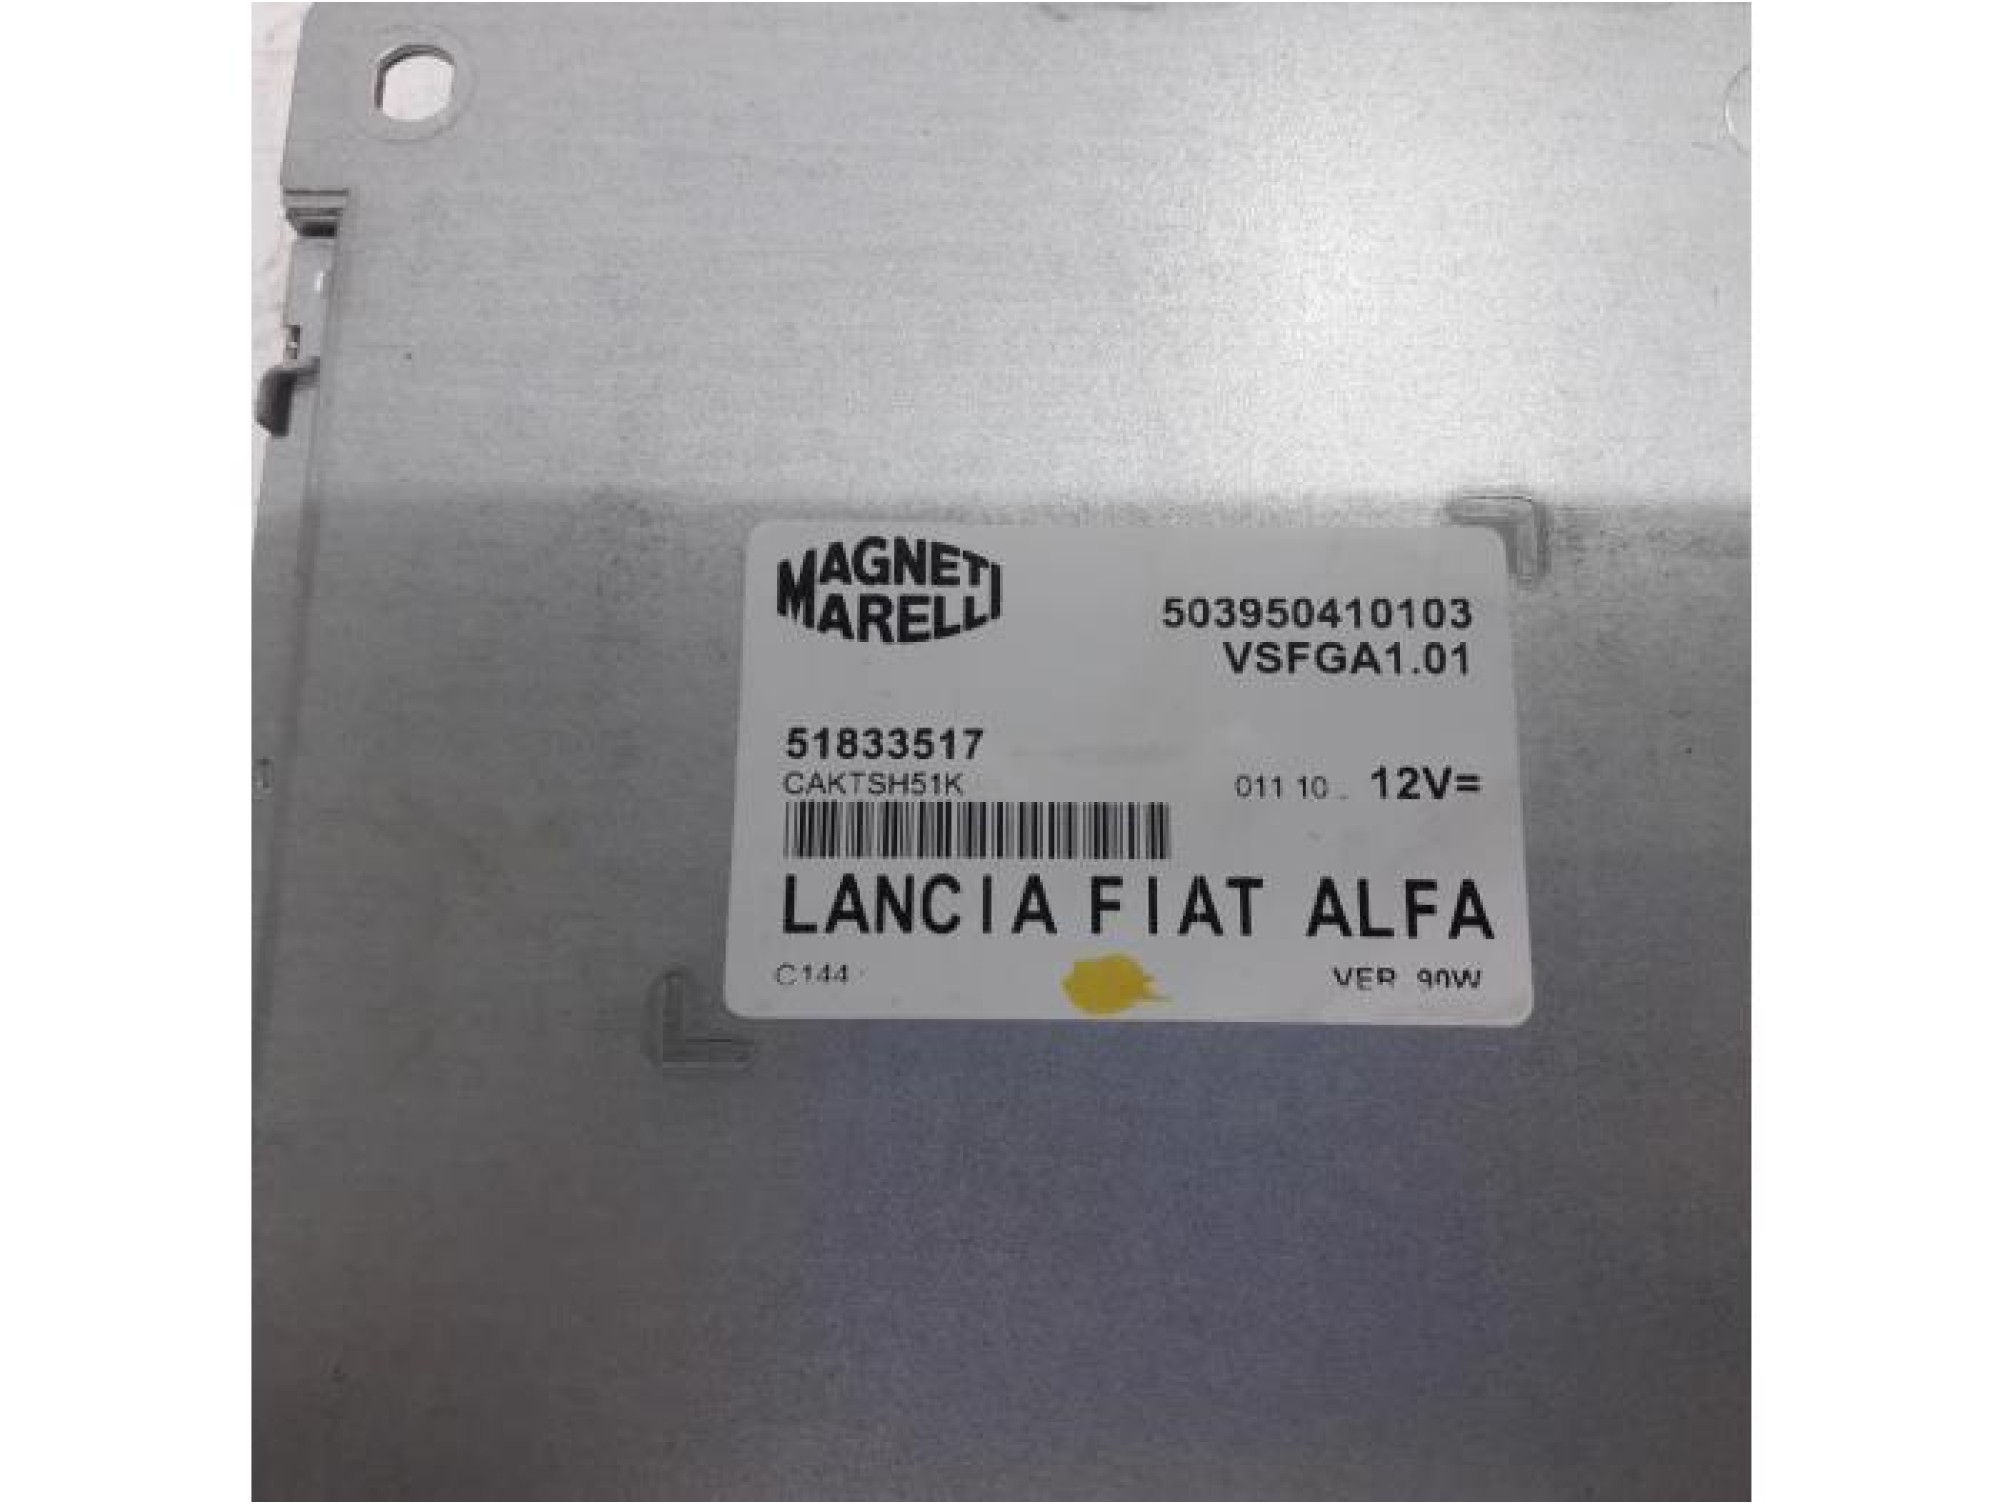 MAGNETI
MARELLI
503950410103
VSFGA1.01
51833517
CAKTSH51K
011 10 12V=
LANCIA FIAT ALFA
C144
VER 90W